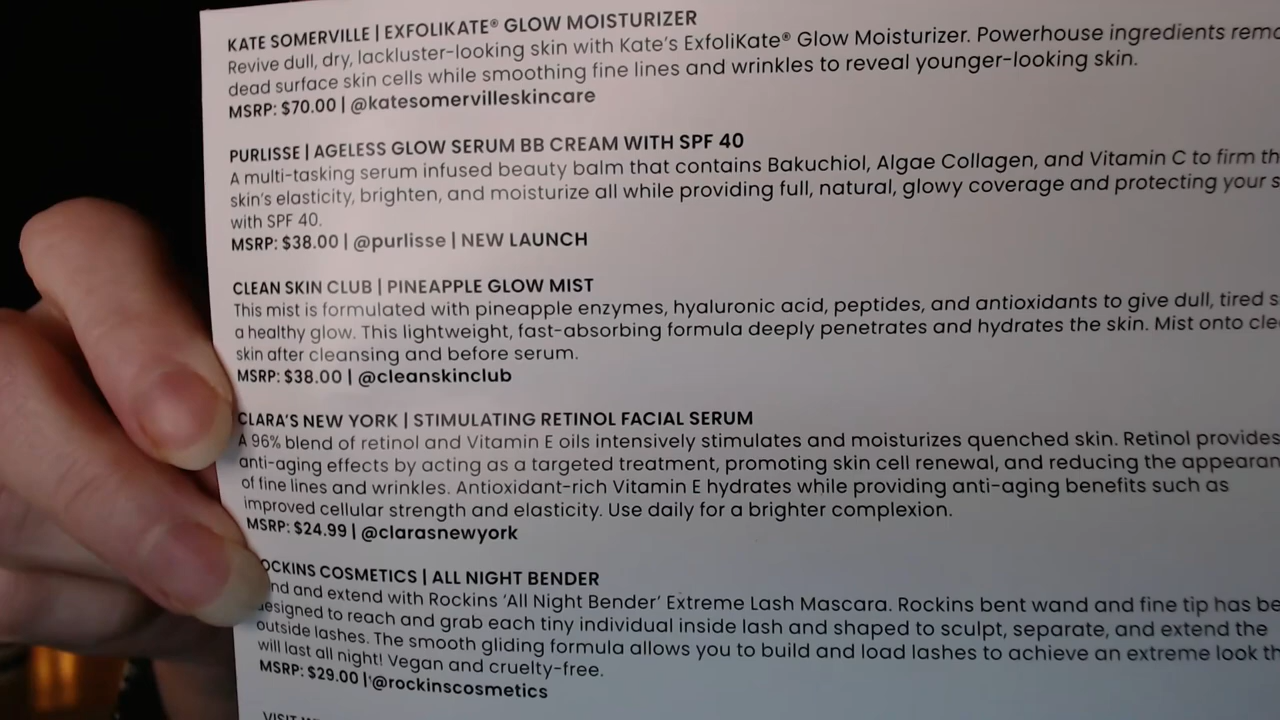 KATE SOMERVILLE | EXFOLIKATE® GLOW MOISTURIZER
Revive dull, dry, lackluster-looking skin with Kate's ExfoliKate® Glow Moisturizer. Powerhouse ingredients
dead surface skin cells while smoothing fine lines and wrinkles to reveal younger-looking skin.
MSRP: $70.00 | @katesomervilleskincare
PURLISSE | AGELESS GLOW SERUM BB CREAM WITH SPF 40
A multi-tasking serum infused beauty balm that contains Bakuchiol, Algae Collagen, and Vitamin C to firm
skin's elasticity, brighten, and moisturize all while providing full, natural, glowy coverage and protecting your
with SPF 40.
MSRP: $38.00 | @purlisse | NEW LAUNCH
CLEAN SKIN CLUB | PINEAPPLE GLOW MIST
This mist is formulated with pineapple enzymes, hyaluronic acid, peptides, and antioxidants to give dull, tired
a healthy glow. This lightweight, fast-absorbing formula deeply penetrates and hydrates the skin. Mist onto
skin after cleansing and before serum.
MSRP: $38.00 | @cleanskinclub
CLARA'S NEW YORK | STIMULATING RETINOL FACIAL SERUM
A 96% blend of retinol and Vitamin E oils intensively stimulates and moisturizes quenched skin. Retinol provides
anti-aging effects by acting as a targeted treatment, promoting skin cell renewal, and reducing the
of fine lines and wrinkles. Antioxidant-rich Vitamin E hydrates while providing anti-aging benefits such as
improved cellular strength and elasticity. Use daily for a brighter complexion.
MSRP: $24.99 | @clarasnewyork
COSMETICS | ALL NIGHT BENDER
and extend with Rockins 'All Night Bender' Extreme Lash Mascara. Rockins bent wand and fine tip has
designed to reach and grab each tiny individual inside lash and shaped to sculpt, separate, and extend the
outside lashes. The smooth gliding formula allows you to build and load lashes to achieve an extreme look
will last all night! Vegan and cruelty-free.
MSRP: $29.00 | @rockinscosmetics